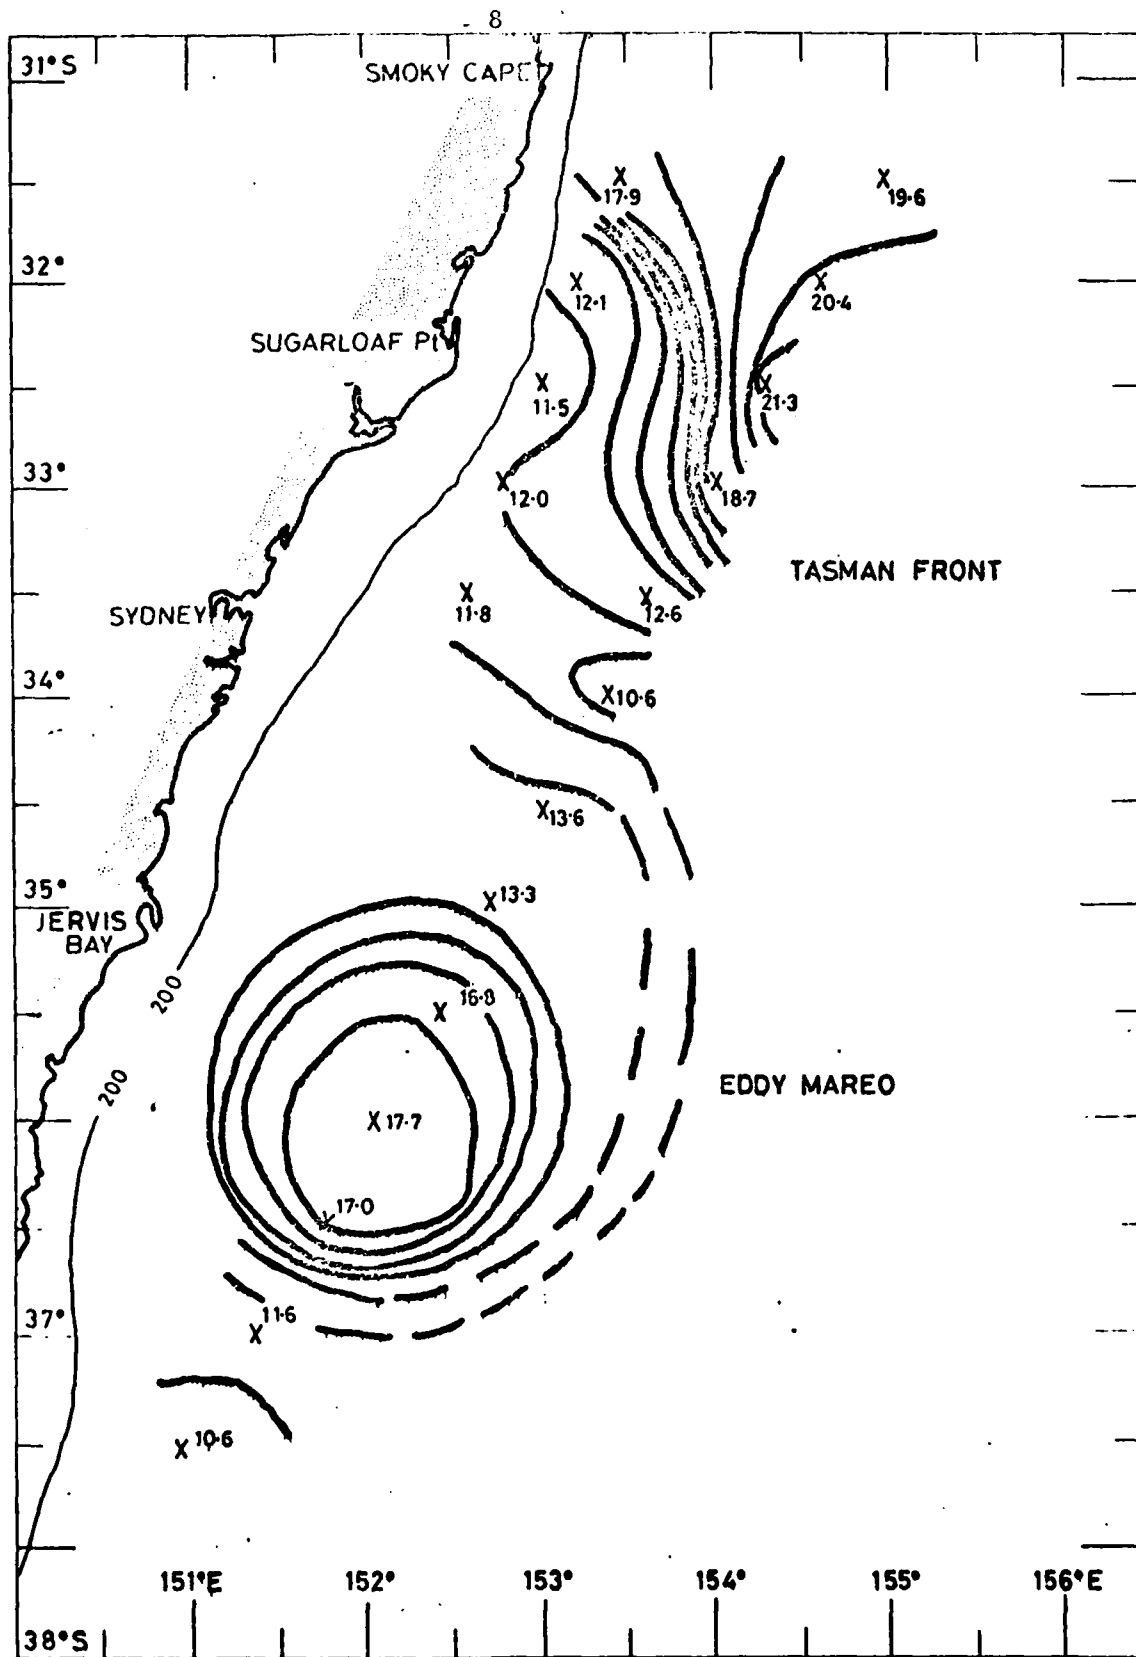 8
31°S
SMOKY CAPE
X 17·9
X 19·6
32°
X 12·1
X 20·4
SUGARLOAF Pt
X 11·5
X 21·3
33°
X 12·0
X 18·7
TASMAN FRONT
SYDNEY
X 11·8
X 12·6
34°
X 10·6
X 13·6
35°
X 13·3
JERVIS
BAY
200
X 16·8
200
EDDY MAREO
X 17·7
X 17·0
37°
X 11·6
X 10·6
151°E 152° 153° 154° 155° 156°E
38°S